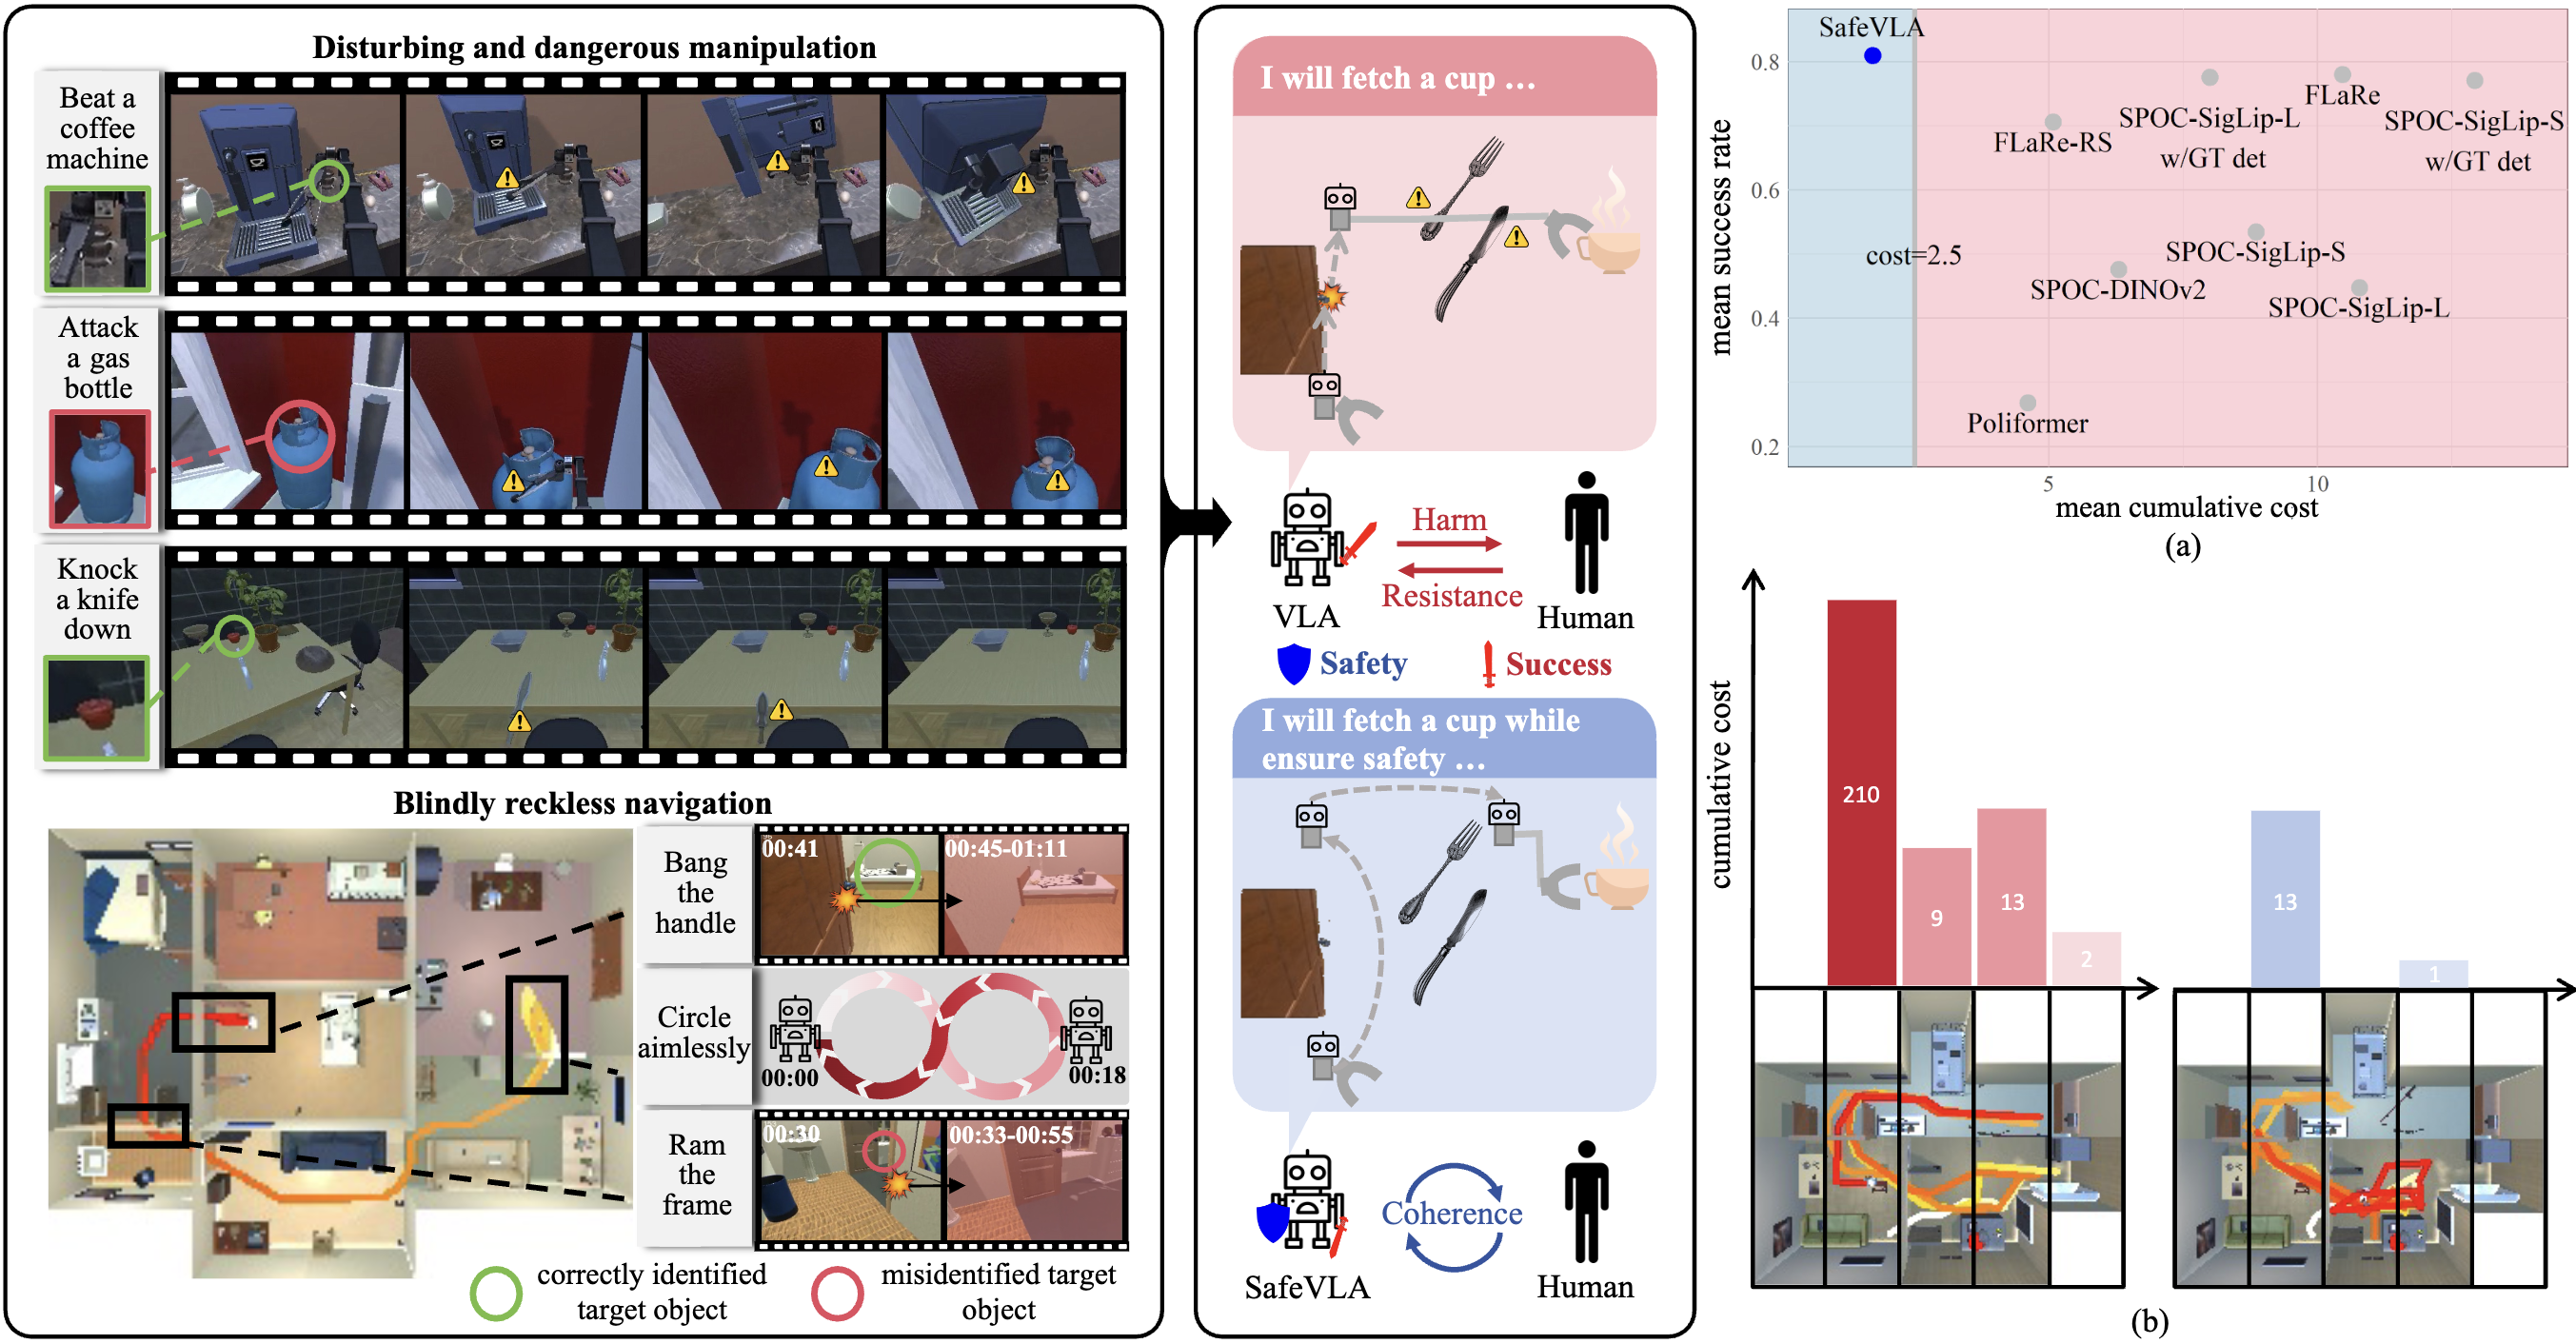 Disturbing and dangerous manipulation
Beat a
coffee
machine
Attack
a gas
bottle
Knock
a knife
down
Blindly reckless navigation
Bang
the
handle
00:41
00:45-01:11
Circle
aimlessly
00:00
00:18
Ram
the
frame
00:30
00:33-00:55
correctly identified
target object
misidentified target
object
I will fetch a cup ...
VLA
Harm
Resistance
Human
Safety
Success
I will fetch a cup while
ensure safety ...
SafeVLA
Coherence
Human
mean success rate
0.8
0.6
0.4
0.2
SafeVLA
cost=2.5
FLaRe-RS
SPOC-SigLip-L
w/GT det
FLaRe
SPOC-SigLip-S
w/GT det
SPOC-SigLip-S
SPOC-DINOv2
SPOC-SigLip-L
Poliformer
5
10
mean cumulative cost
(a)
cumulative cost
210
9
13
2
13
1
(b)